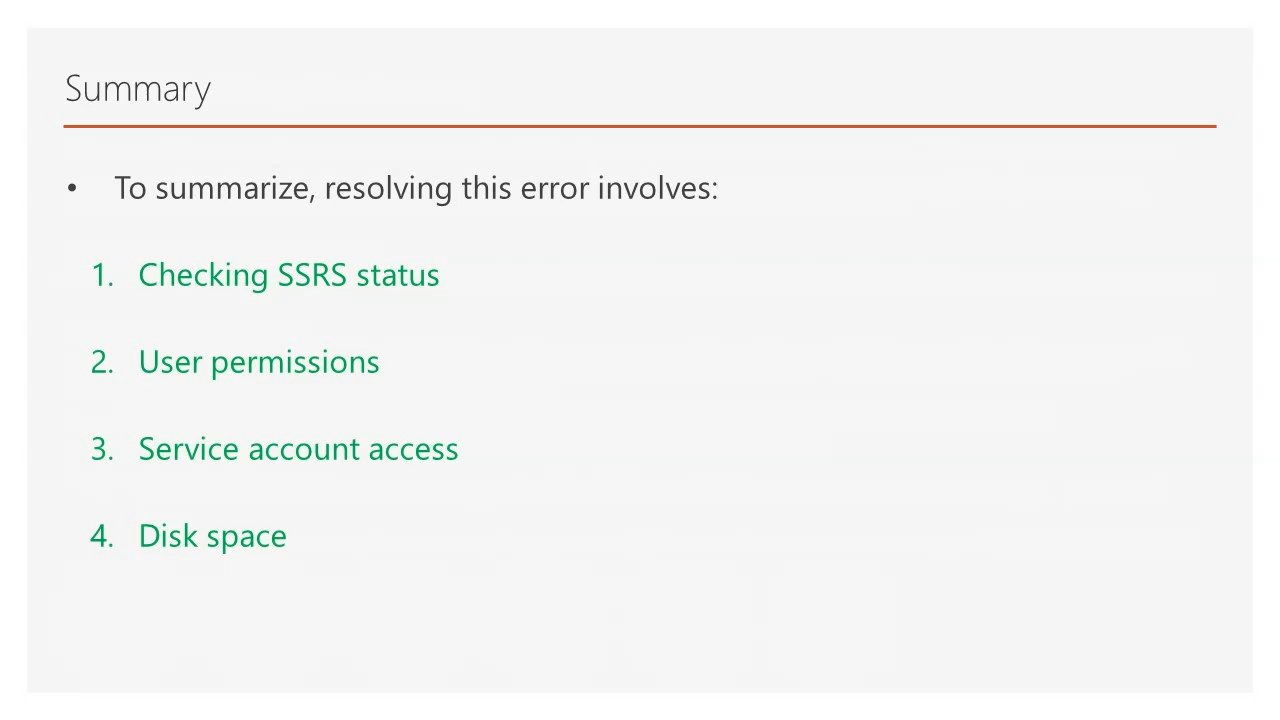 Summary
• To summarize, resolving this error involves:
1. Checking SSRS status
2. User permissions
3. Service account access
4. Disk space